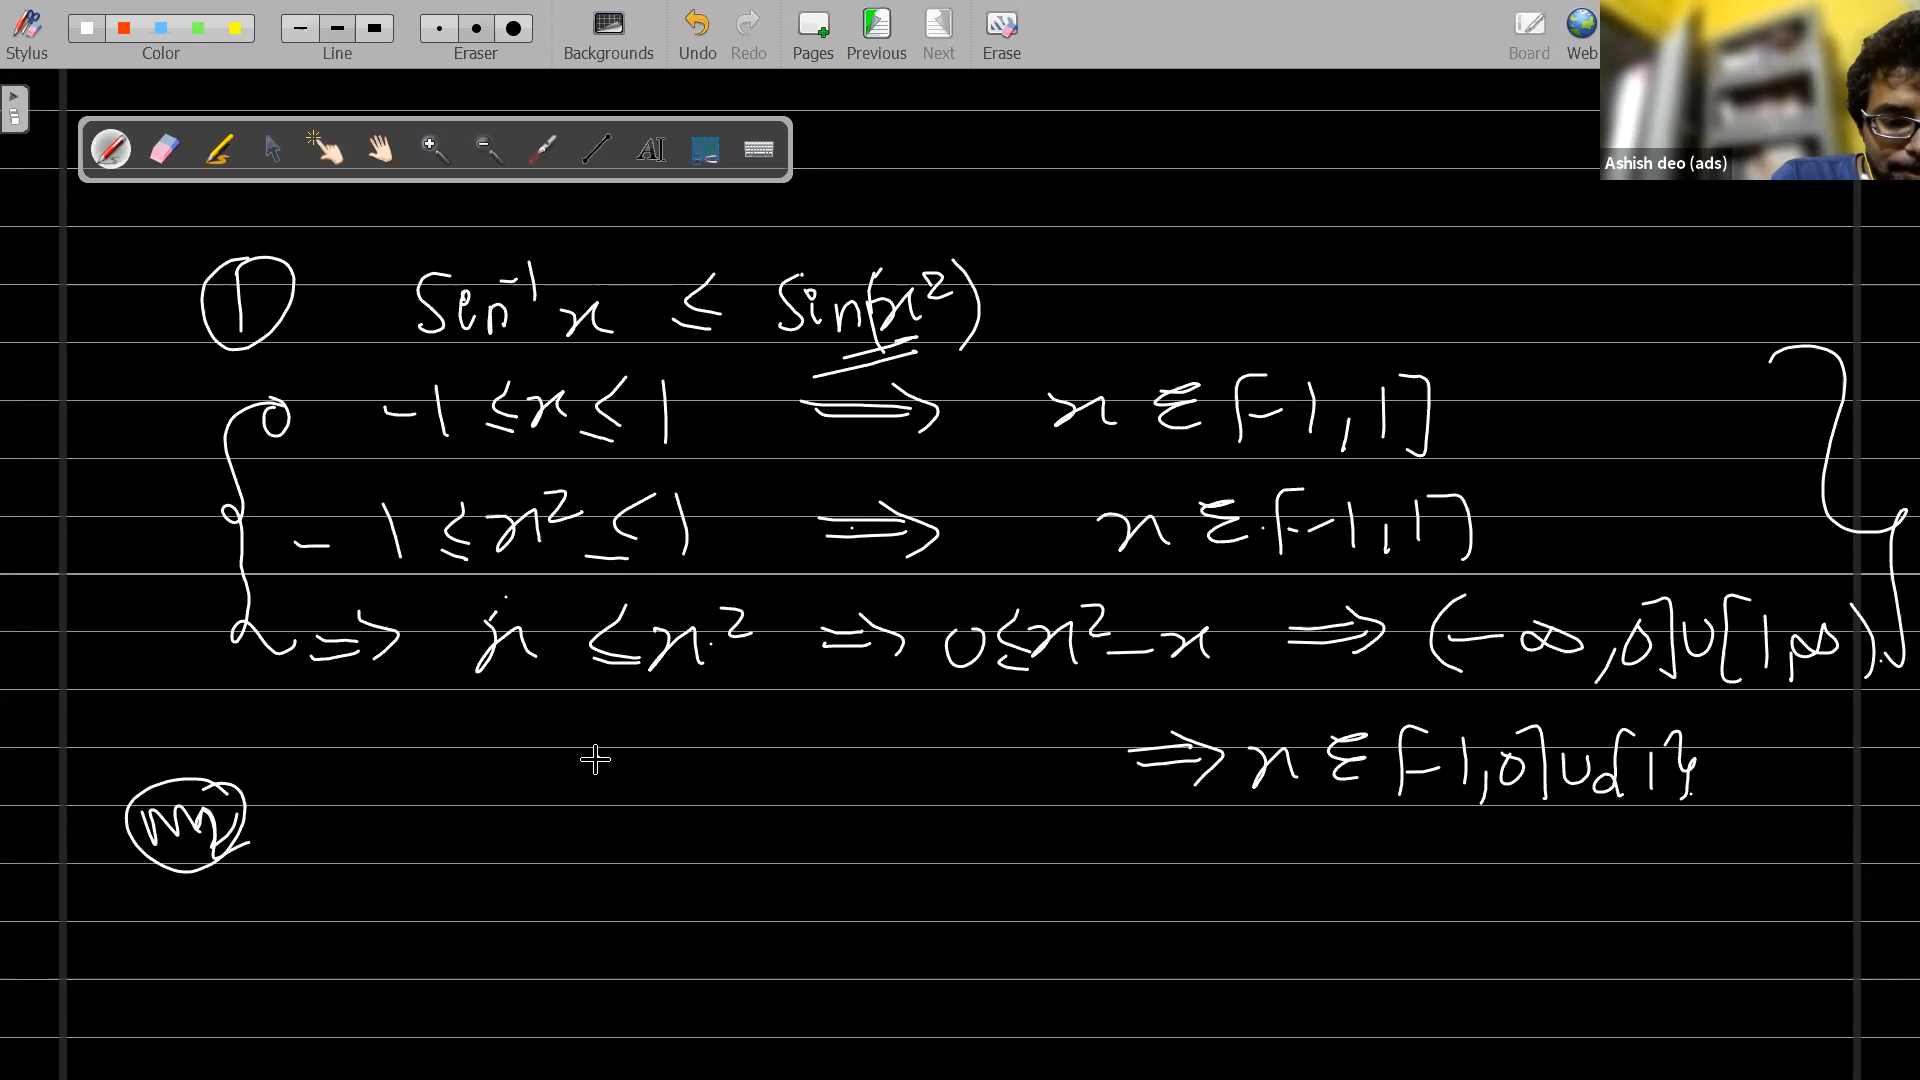 Stylus Color Line Eraser Backgrounds Undo Redo Pages Previous Next Erase Board Web
Ashish deo (ads)
① Sin⁻¹ x ≤ Sin(x²)
-1 ≤ x ≤ 1 ⟹ x ∈ [-1, 1]
-1 ≤ x² ≤ 1 ⟹ x ∈ [-1, 1]
⟹ x ≤ x² ⟹ 0 ≤ x² - x ⟹ (-∞, 0] ∪ [1, ∞)
⟹ x ∈ [-1, 0] ∪ {1}